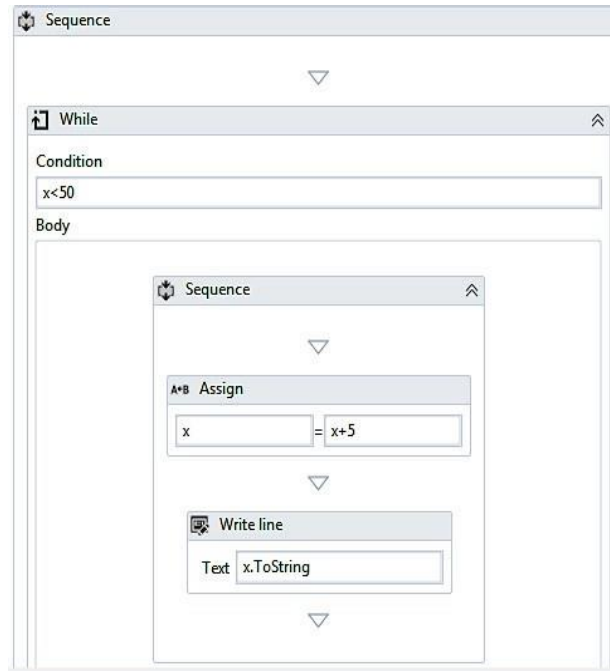 Sequence
While
Condition
x<50
Body
Sequence
A•B Assign
x = x+5
Write line
Text x.ToString